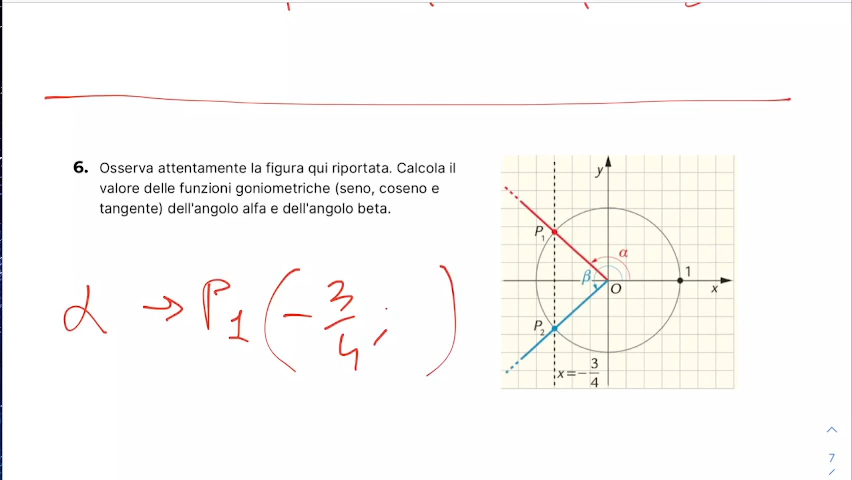 6. Osserva attentamente la figura qui riportata. Calcola il
valore delle funzioni goniometriche (seno, coseno e
tangente) dell'angolo alfa e dell'angolo beta.
α → P₁ (-3/4;      )
y
P₁
α
β
O
1
x
P₂
x=-3/4
7